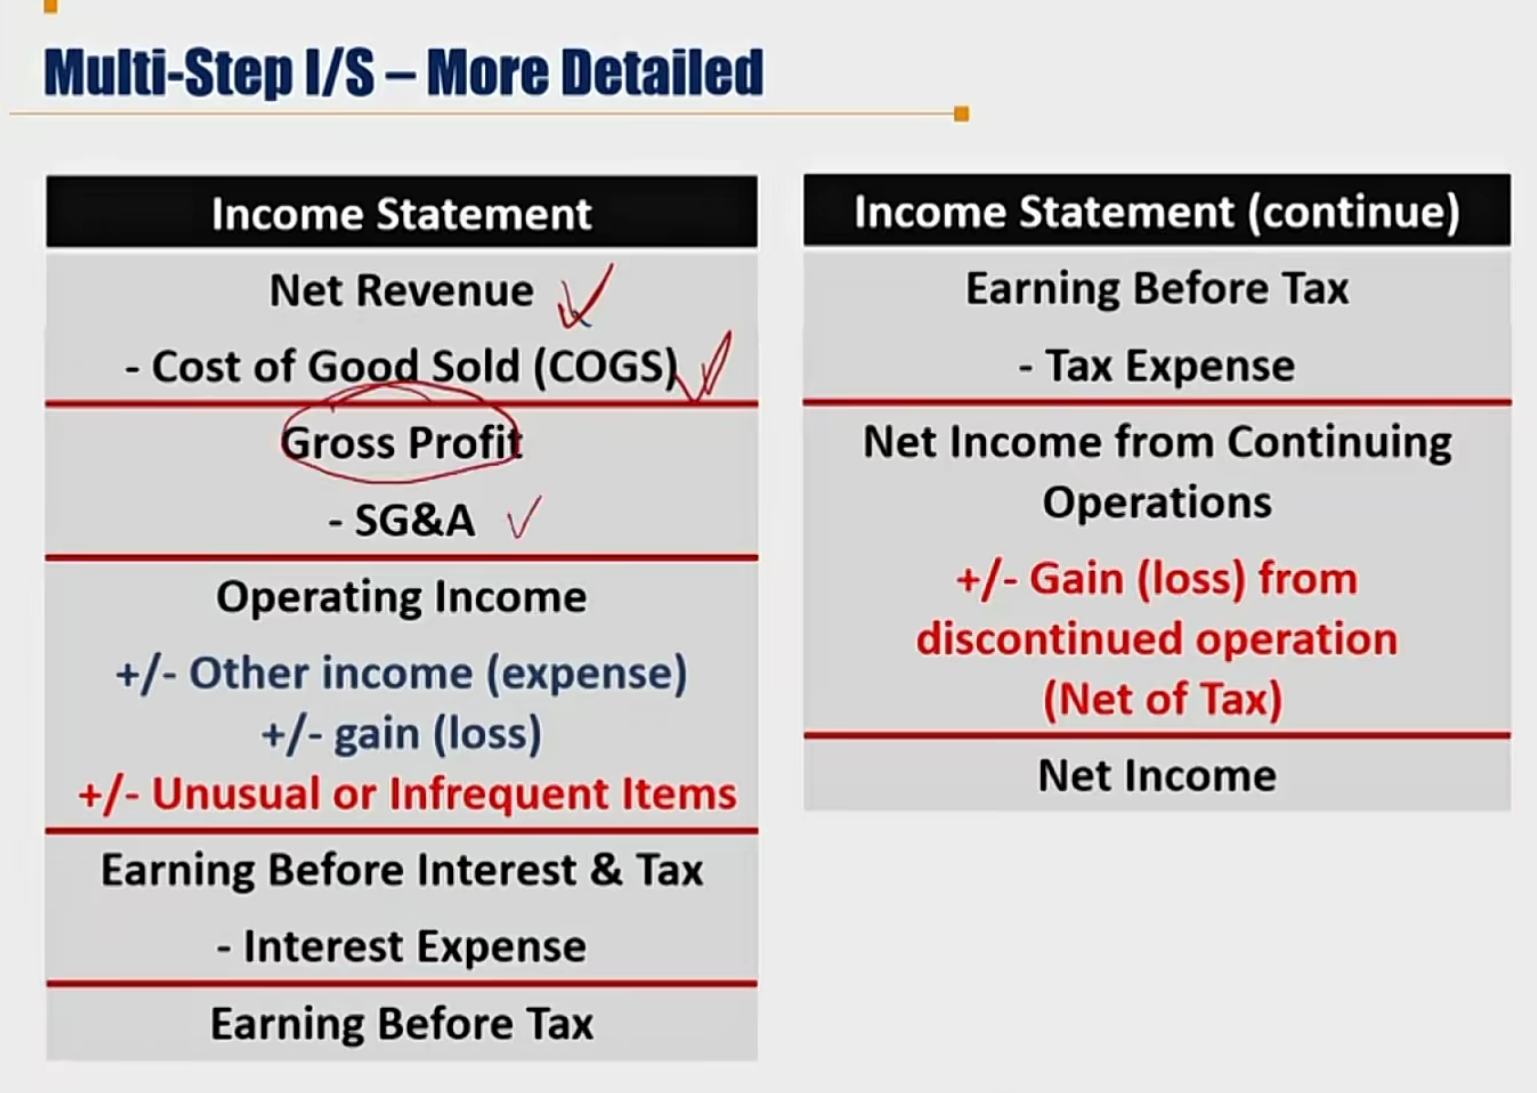 Multi-Step I/S – More Detailed
Income Statement
Net Revenue
- Cost of Good Sold (COGS)
Gross Profit
- SG&A
Operating Income
+/- Other income (expense)
+/- gain (loss)
+/- Unusual or Infrequent Items
Earning Before Interest & Tax
- Interest Expense
Earning Before Tax
Income Statement (continue)
Earning Before Tax
- Tax Expense
Net Income from Continuing
Operations
+/- Gain (loss) from
discontinued operation
(Net of Tax)
Net Income